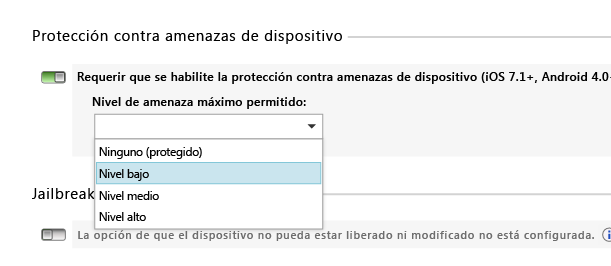 Protección contra amenazas de dispositivo
Requerir que se habilite la protección contra amenazas de dispositivo (iOS 7.1+, Android 4.0
Nivel de amenaza máximo permitido:
Ninguno (protegido)
Nivel bajo
Nivel medio
Nivel alto
Jailbreak
La opción de que el dispositivo no pueda estar liberado ni modificado no está configurada.